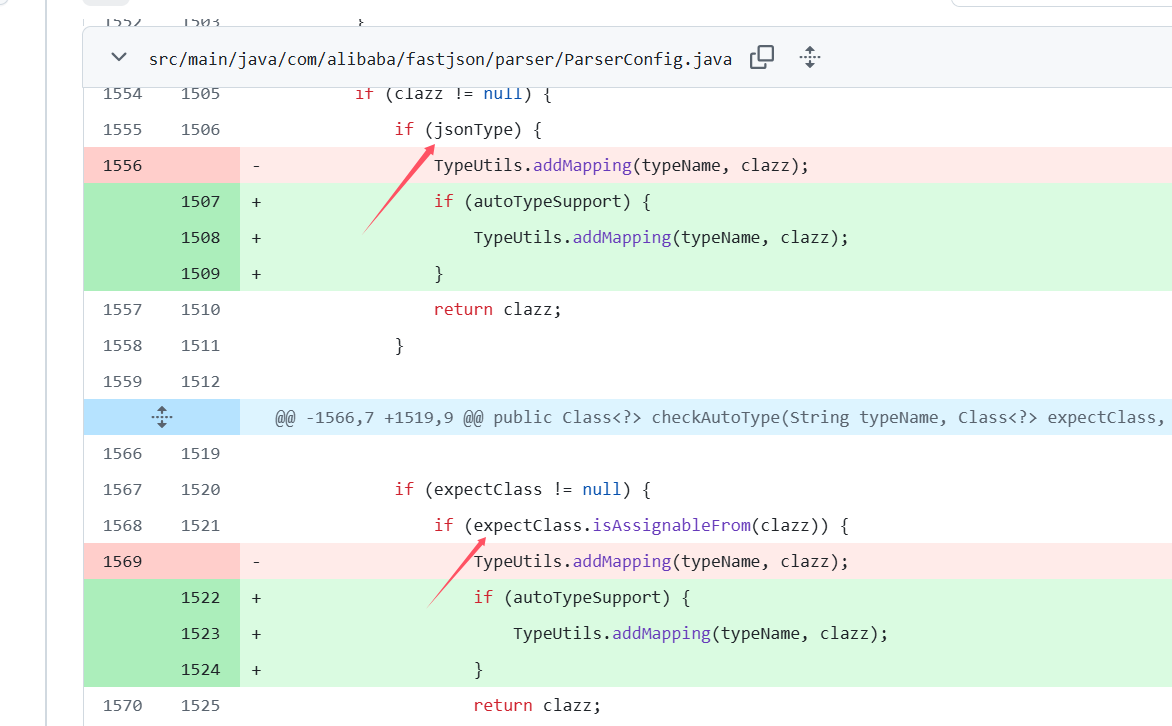 1552 1503 }
src/main/java/com/alibaba/fastjson/parser/ParserConfig.java
1554 1505 if (clazz != null) {
1555 1506 if (jsonType) {
1556 - TypeUtils.addMapping(typeName, clazz);
1507 + if (autoTypeSupport) {
1508 + TypeUtils.addMapping(typeName, clazz);
1509 + }
1557 1510 return clazz;
1558 1511 }
1559 1512
@@ -1566,7 +1519,9 @@ public Class<?> checkAutoType(String typeName, Class<?> expectClass,
1566 1519
1567 1520 if (expectClass != null) {
1568 1521 if (expectClass.isAssignableFrom(clazz)) {
1569 - TypeUtils.addMapping(typeName, clazz);
1522 + if (autoTypeSupport) {
1523 + TypeUtils.addMapping(typeName, clazz);
1524 + }
1570 1525 return clazz;